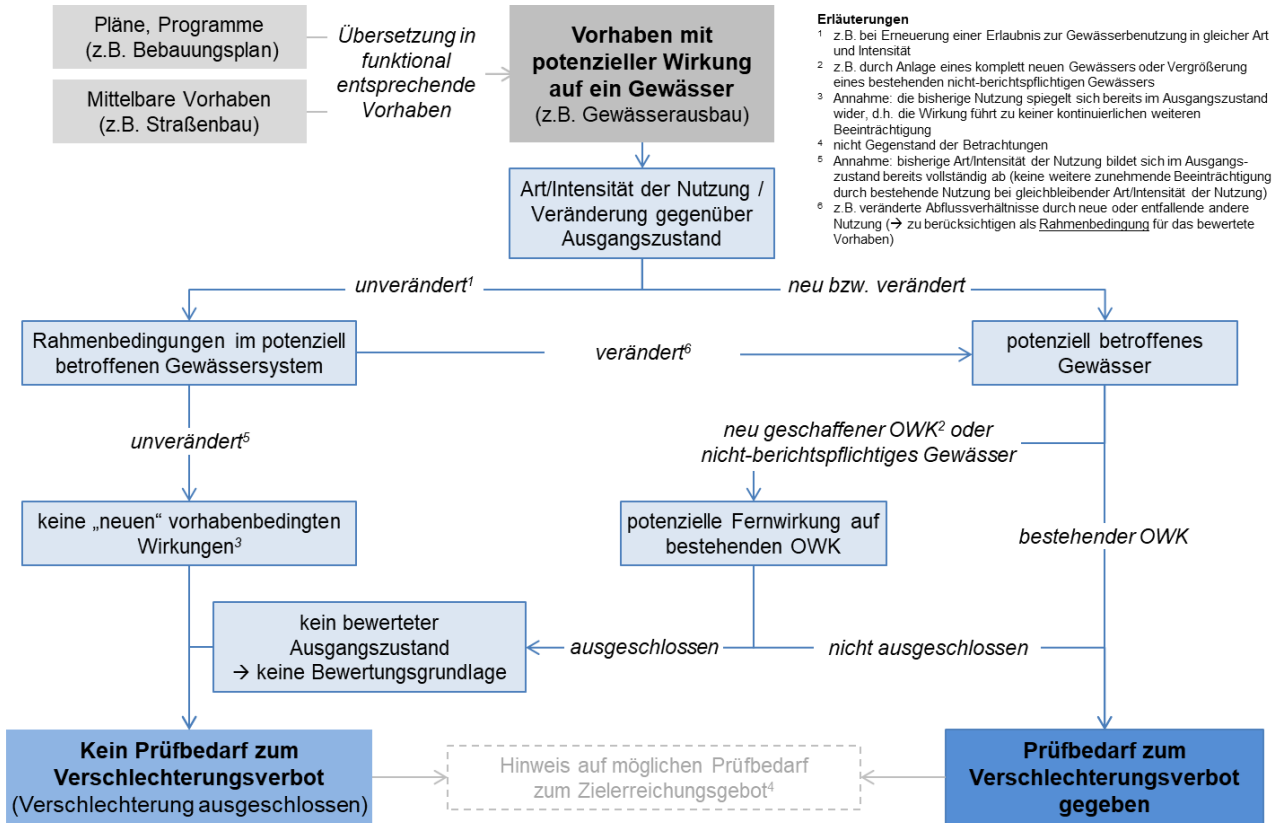 Pläne, Programme
(z.B. Bebauungsplan)
Mittelbare Vorhaben
(z.B. Straßenbau)
Übersetzung in
funktional
entsprechende
Vorhaben
Vorhaben mit
potenzieller Wirkung
auf ein Gewässer
(z.B. Gewässerausbau)
Erläuterungen
1 z.B. bei Erneuerung einer Erlaubnis zur Gewässerbenutzung in gleicher Art
und Intensität
2 z.B. durch Anlage eines komplett neuen Gewässers oder Vergrößerung
eines bestehenden nicht-berichtspflichtigen Gewässers
3 Annahme: die bisherige Nutzung spiegelt sich bereits im Ausgangszustand
wider, d.h. die Wirkung führt zu keiner kontinuierlichen weiteren
Beeinträchtigung
4 nicht Gegenstand der Betrachtungen
5 Annahme: bisherige Art/Intensität der Nutzung bildet sich im Ausgangs-
zustand bereits vollständig ab (keine weitere zunehmende Beeinträchtigung
durch bestehende Nutzung bei gleichbleibender Art/Intensität der Nutzung)
6 z.B. veränderte Abflussverhältnisse durch neue oder entfallende andere
Nutzung (→ zu berücksichtigen als Rahmenbedingung für das bewertete
Vorhaben)
Art/Intensität der Nutzung /
Veränderung gegenüber
Ausgangszustand
unverändert1
neu bzw. verändert
Rahmenbedingungen im potenziell
betroffenen Gewässersystem
verändert6
potenziell betroffenes
Gewässer
unverändert5
neu geschaffener OWK2 oder
nicht-berichtspflichtiges Gewässer
keine „neuen“ vorhabenbedingten
Wirkungen3
potenzielle Fernwirkung auf
bestehenden OWK
bestehender OWK
kein bewerteter
Ausgangszustand
→ keine Bewertungsgrundlage
ausgeschlossen
nicht ausgeschlossen
Kein Prüfbedarf zum
Verschlechterungsverbot
(Verschlechterung ausgeschlossen)
Hinweis auf möglichen Prüfbedarf
zum Zielerreichungsgebot4
Prüfbedarf zum
Verschlechterungsverbot
gegeben